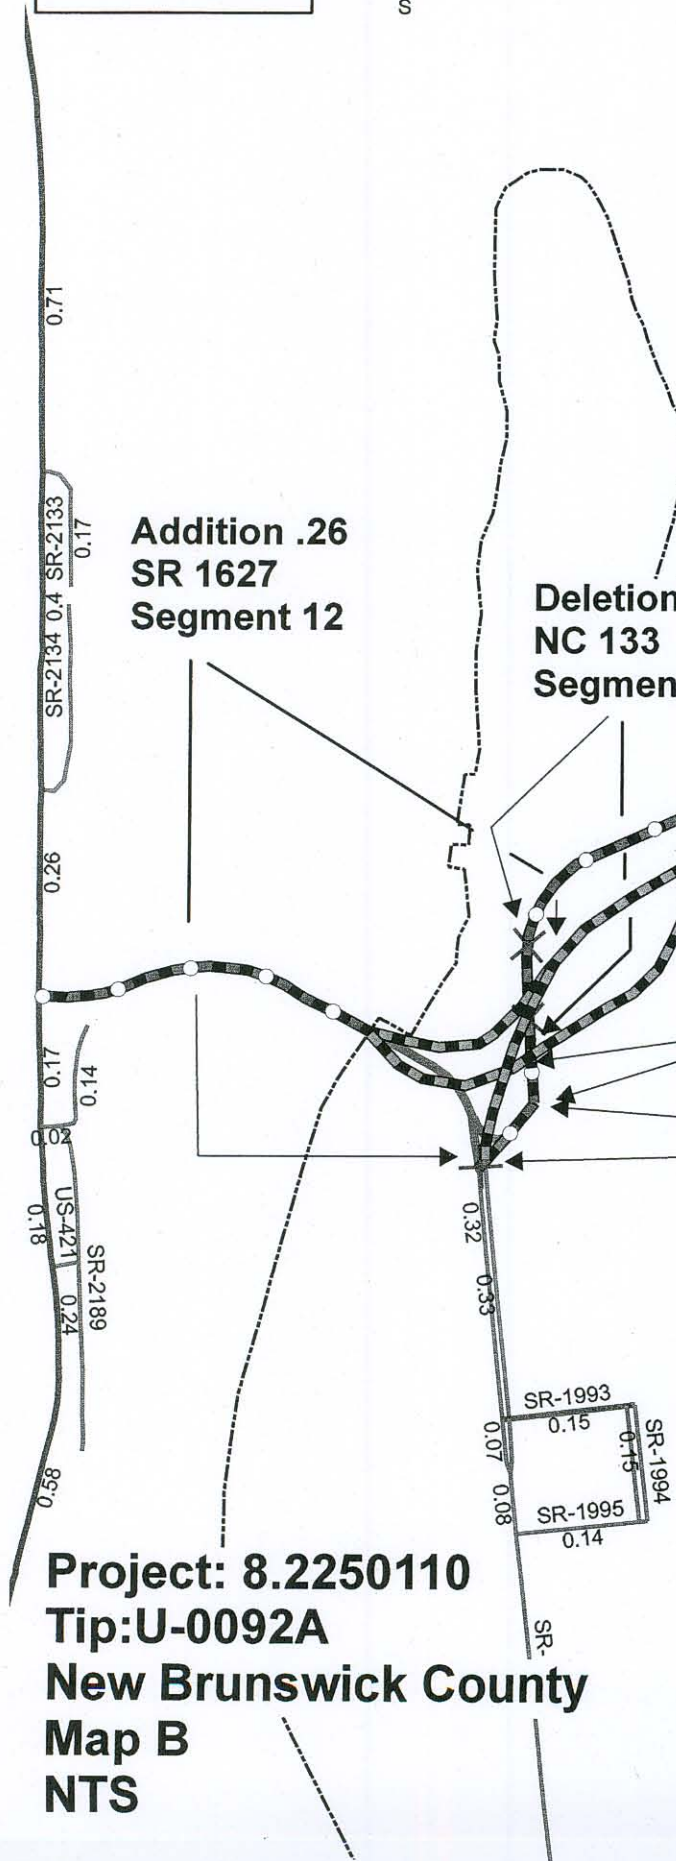 S
0.71
SR-2133
0.17
0.4
SR-2134
Addition .26
SR 1627
Segment 12
Deletion
NC 133
Segmen
0.26
0.17
0.14
0.02
0.18
US-421
SR-2189
0.24
0.58
0.32
0.33
SR-1993
0.15
0.07
0.15
SR-1994
0.08
SR-1995
0.14
SR-
Project: 8.2250110
Tip:U-0092A
New Brunswick County
Map B
NTS